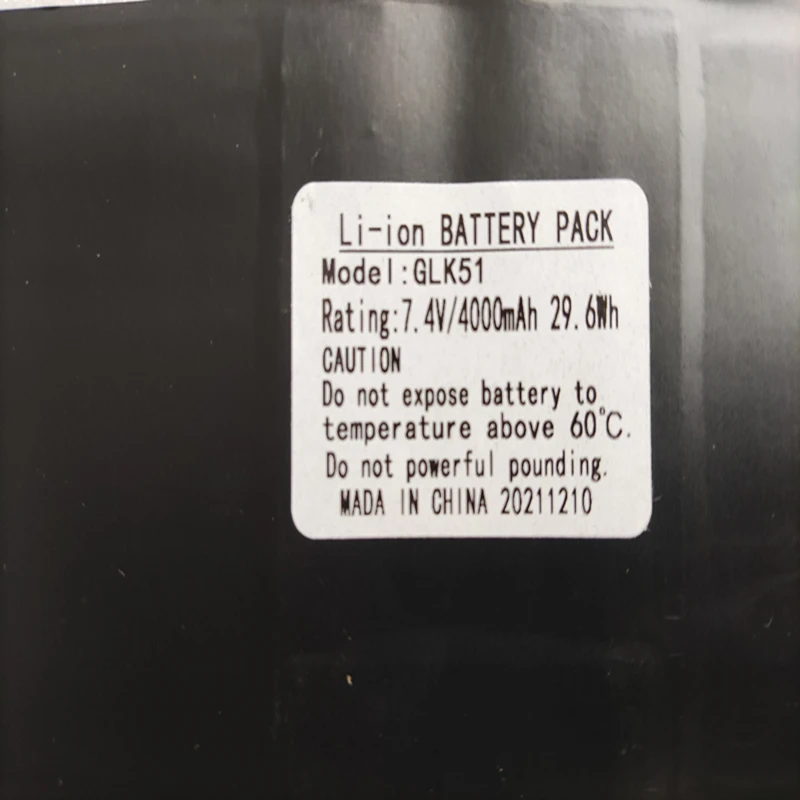 Li-ion BATTERY PACK
Model:GLK51
Rating:7.4V/4000mAh 29.6Wh
CAUTION
Do not expose battery to
temperature above 60℃.
Do not powerful pounding.
MADA IN CHINA 20211210